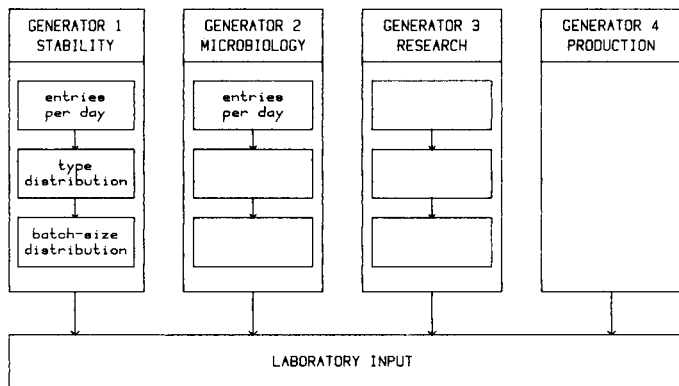 GENERATOR 1
STABILITY
entries
per day
type
distribution
batch-size
distribution
GENERATOR 2
MICROBIOLOGY
entries
per day
GENERATOR 3
RESEARCH
GENERATOR 4
PRODUCTION
LABORATORY INPUT